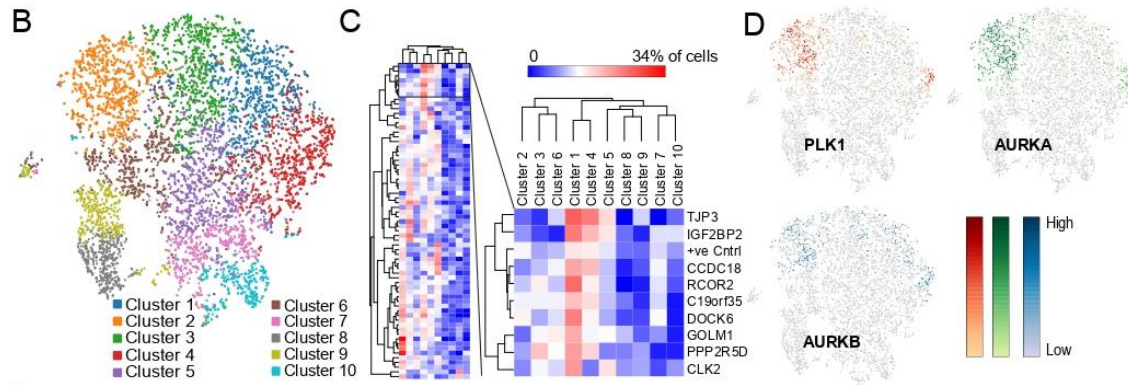 B
Cluster 1
Cluster 2
Cluster 3
Cluster 4
Cluster 5
Cluster 6
Cluster 7
Cluster 8
Cluster 9
Cluster 10
C
0
34% of cells
Cluster 2
Cluster 3
Cluster 6
Cluster 1
Cluster 4
Cluster 5
Cluster 8
Cluster 9
Cluster 7
Cluster 10
TJP3
IGF2BP2
+ve Cntrl
CCDC18
RCOR2
C19orf35
DOCK6
GOLM1
PPP2R5D
CLK2
D
PLK1
AURKA
AURKB
High
Low